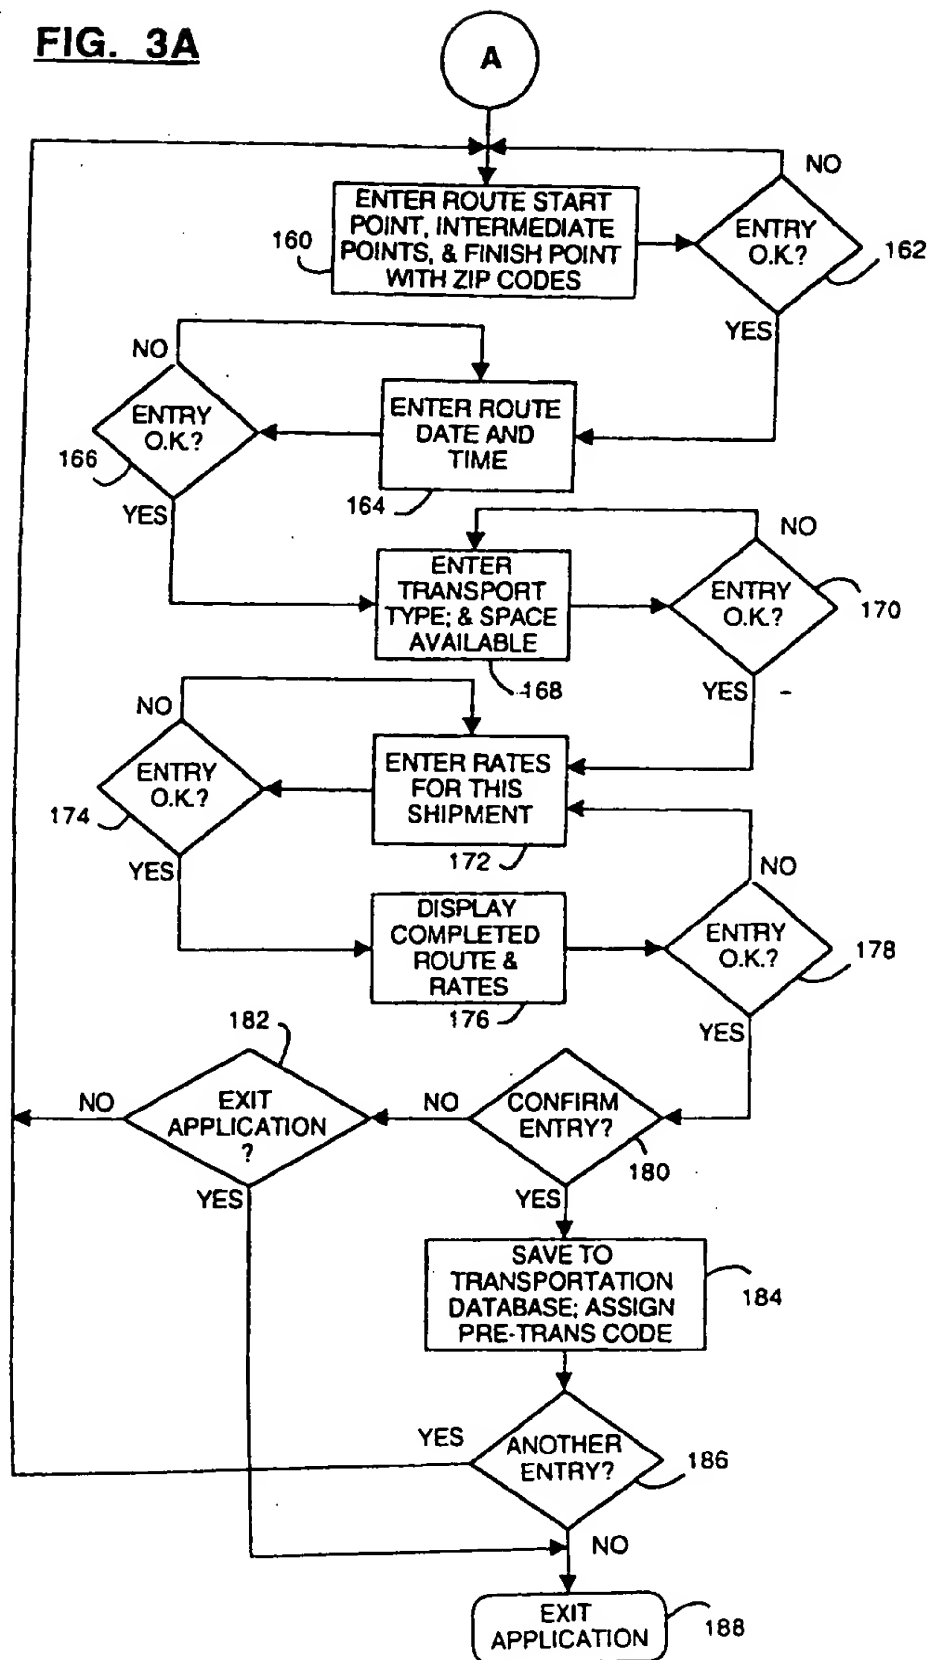 FIG. 3A
A
NO
ENTER ROUTE START
POINT, INTERMEDIATE
POINTS, & FINISH POINT
WITH ZIP CODES
160
ENTRY
O.K.?
162
YES
NO
ENTRY
O.K.?
166
YES
ENTER ROUTE
DATE AND
TIME
164
NO
ENTER
TRANSPORT
TYPE; & SPACE
AVAILABLE
168
ENTRY
O.K.?
170
YES
NO
ENTRY
O.K.?
174
YES
ENTER RATES
FOR THIS
SHIPMENT
172
NO
DISPLAY
COMPLETED
ROUTE &
RATES
176
ENTRY
O.K.?
178
YES
182
NO
EXIT
APPLICATION
?
YES
NO
CONFIRM
ENTRY?
180
YES
SAVE TO
TRANSPORTATION
DATABASE; ASSIGN
PRE-TRANS CODE
184
YES
ANOTHER
ENTRY?
186
NO
EXIT
APPLICATION
188